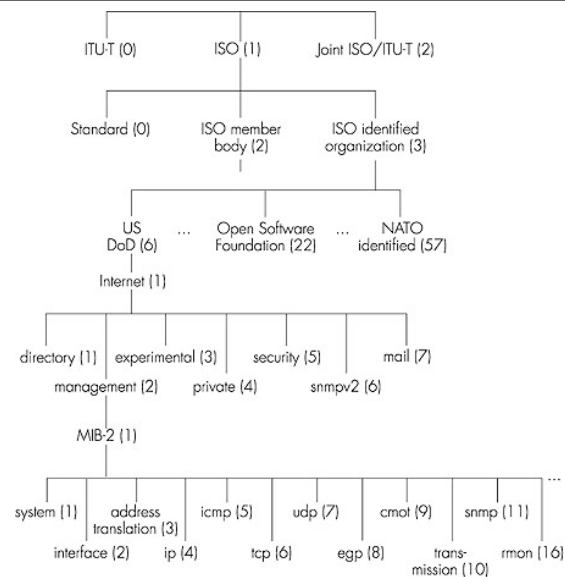 ITU-T (0) ISO (1) Joint ISO/ITU-T (2)
Standard (0) ISO member body (2) ISO identified organization (3)
US DoD (6) ... Open Software Foundation (22) ... NATO identified (57)
Internet (1)
directory (1) experimental (3) security (5) mail (7)
management (2) private (4) snmpv2 (6)
MIB-2 (1)
...
system (1) address translation (3) icmp (5) udp (7) cmot (9) snmp (11)
interface (2) ip (4) tcp (6) egp (8) trans-mission (10) rmon (16)